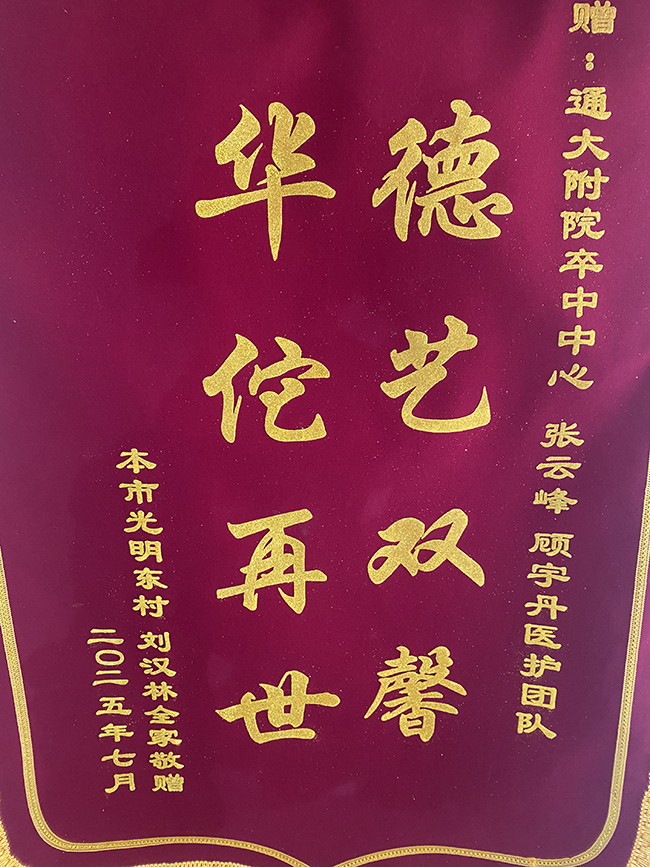 赠：通大附院卒中中心 张云峰 顾宇丹医护团队
德艺双馨
华佗再世
本市光明东村 刘汉林全家敬赠
二〇二五年七月